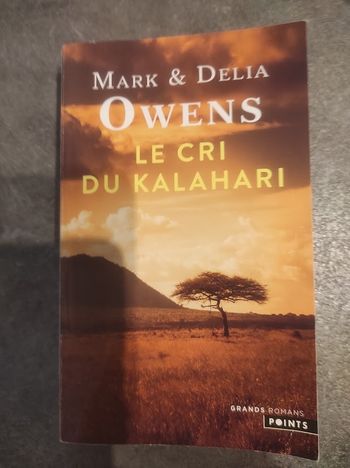 MARK & DELIA
OWENS
LE CRI
DU KALAHARI
GRANDS ROMANS
POINTS